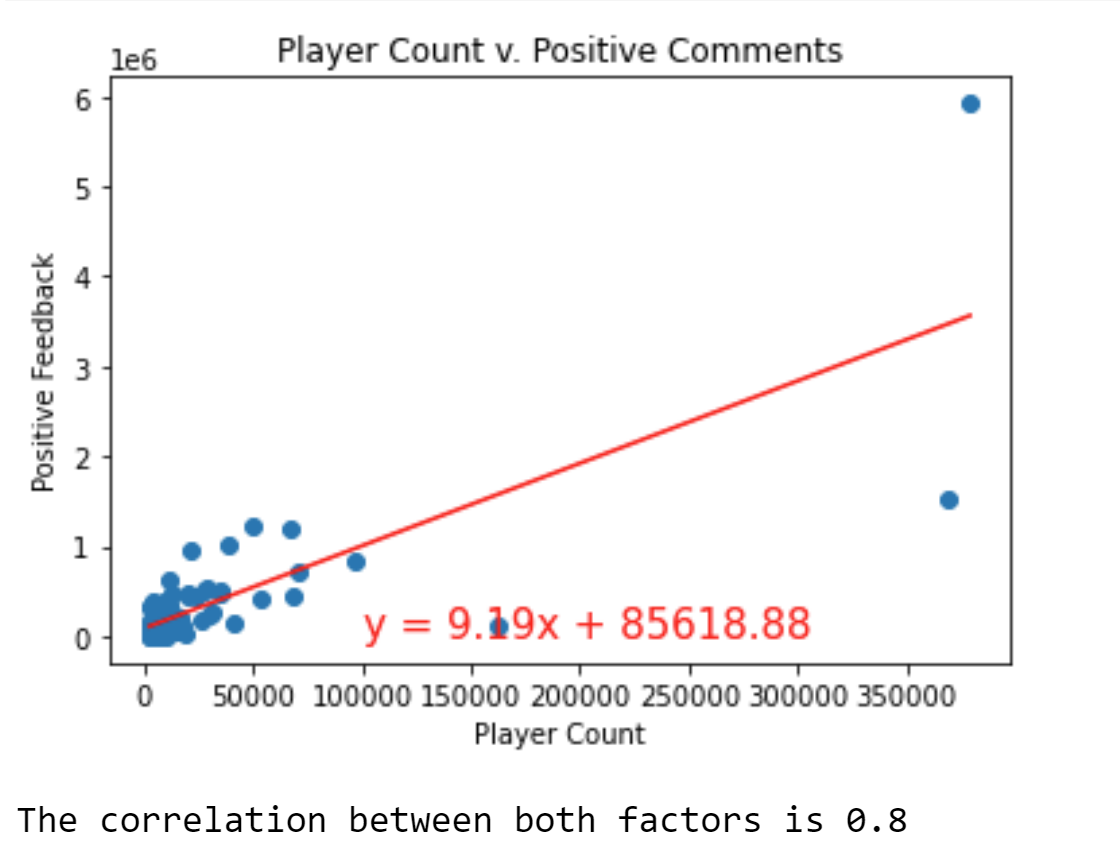 Player Count v. Positive Comments
1e6
6
5
4
3
2
1
0
Positive Feedback
y = 9.19x + 85618.88
0 50000 100000 150000 200000 250000 300000 350000
Player Count
The correlation between both factors is 0.8